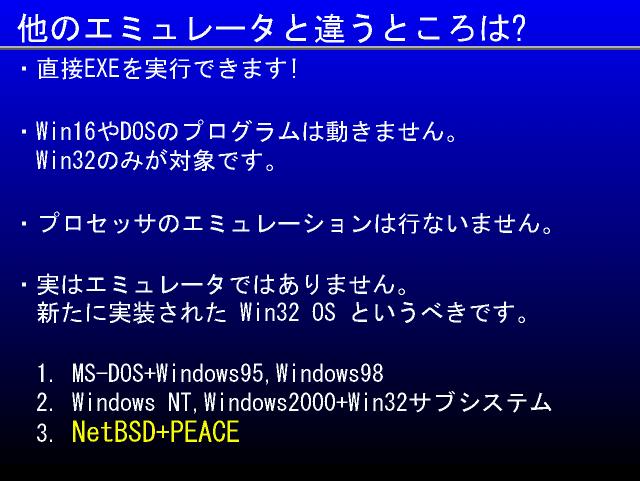 他のエミュレータと違うところは?
・直接EXEを実行できます!
・Win16やDOSのプログラムは動きません。
Win32のみが対象です。
・プロセッサのエミュレーションは行ないません。
・実はエミュレータではありません。
新たに実装された Win32 OS というべきです。
1. MS-DOS+Windows95,Windows98
2. Windows NT,Windows2000+Win32サブシステム
3. NetBSD+PEACE